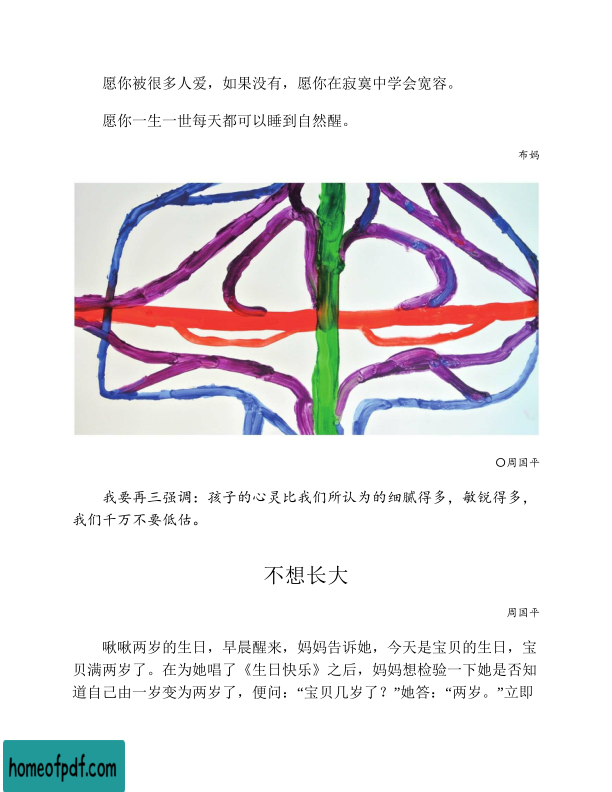 愿你被很多人爱，如果没有，愿你在寂寞中学会宽容。
愿你一生一世每天都可以睡到自然醒。
布妈
〇周国平
我要再三强调：孩子的心灵比我们所认为的细腻得多，敏锐得多，
我们千万不要低估。
不想长大
周国平
啾啾两岁的生日，早晨醒来，妈妈告诉她，今天是宝贝的生日，宝
贝满两岁了。在为她唱了《生日快乐》之后，妈妈想检验一下她是否知
道自己由一岁变为两岁了，便问：“宝贝几岁了？”她答：“两岁。”立即
homeofpdf.com